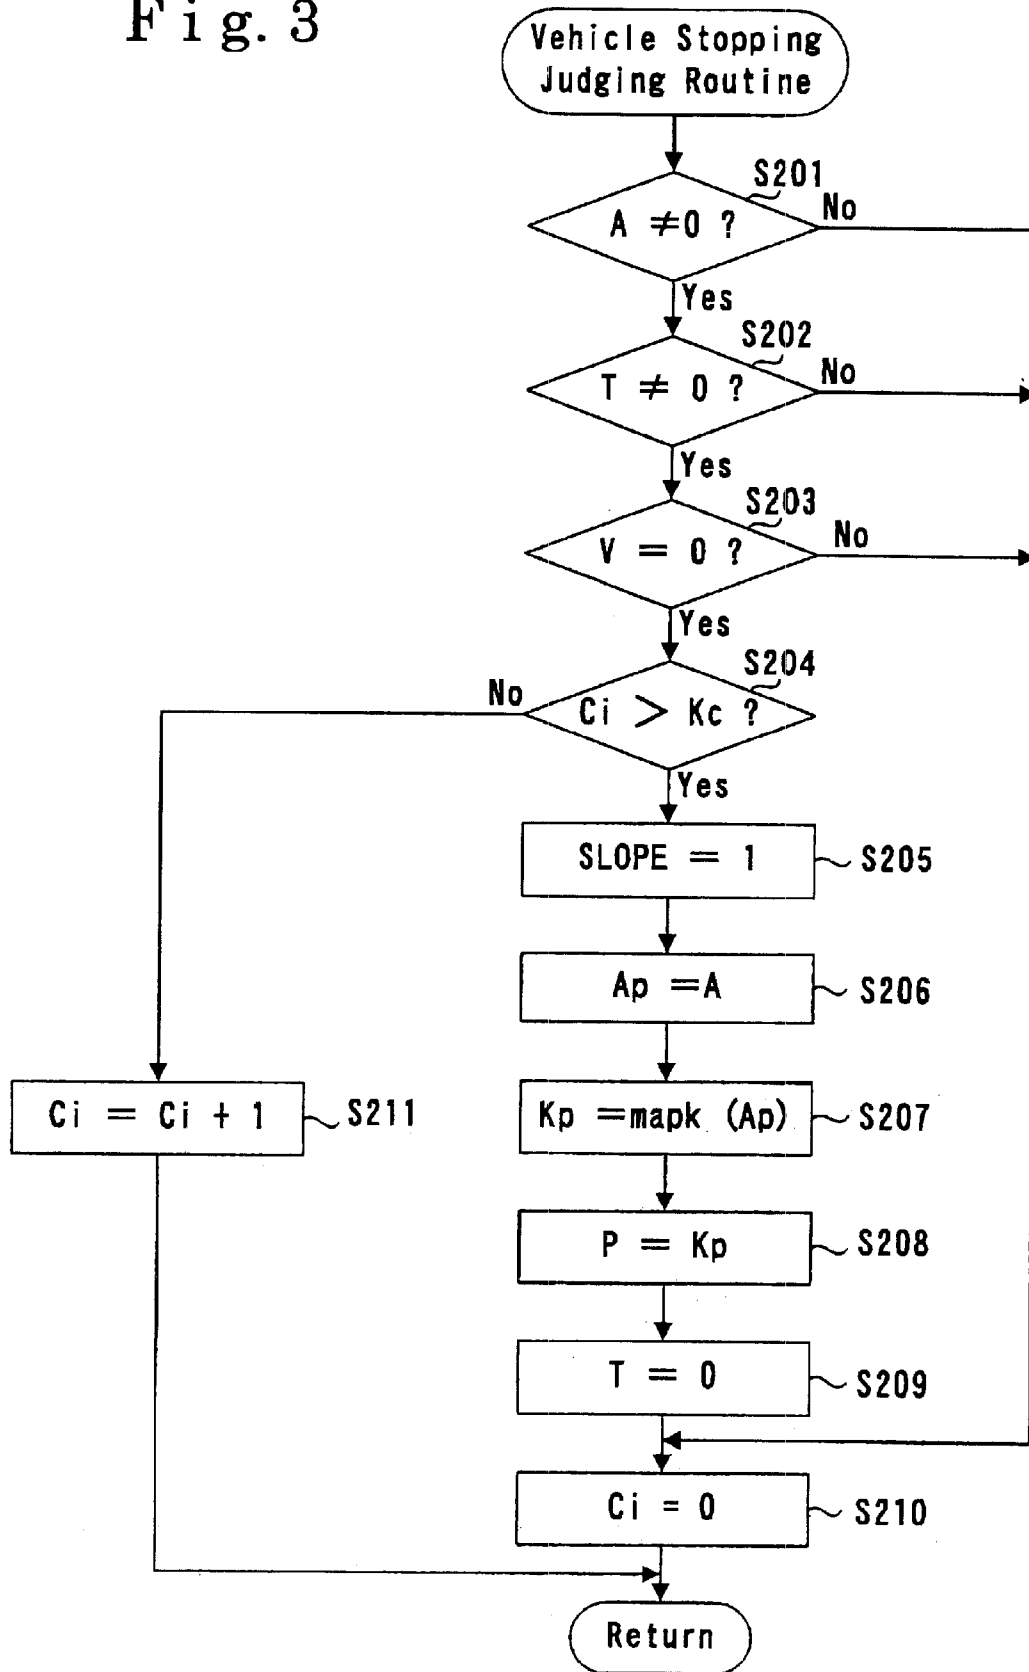 Fig. 3
Vehicle Stopping
Judging Routine
S201
A ≠0 ?
No
Yes
S202
T ≠ 0 ?
No
Yes
S203
V = 0 ?
No
Yes
S204
No
Ci > Kc ?
Yes
SLOPE = 1
S205
Ap =A
S206
Ci = Ci + 1
S211
Kp =mapk (Ap)
S207
P = Kp
S208
T = 0
S209
Ci = 0
S210
Return